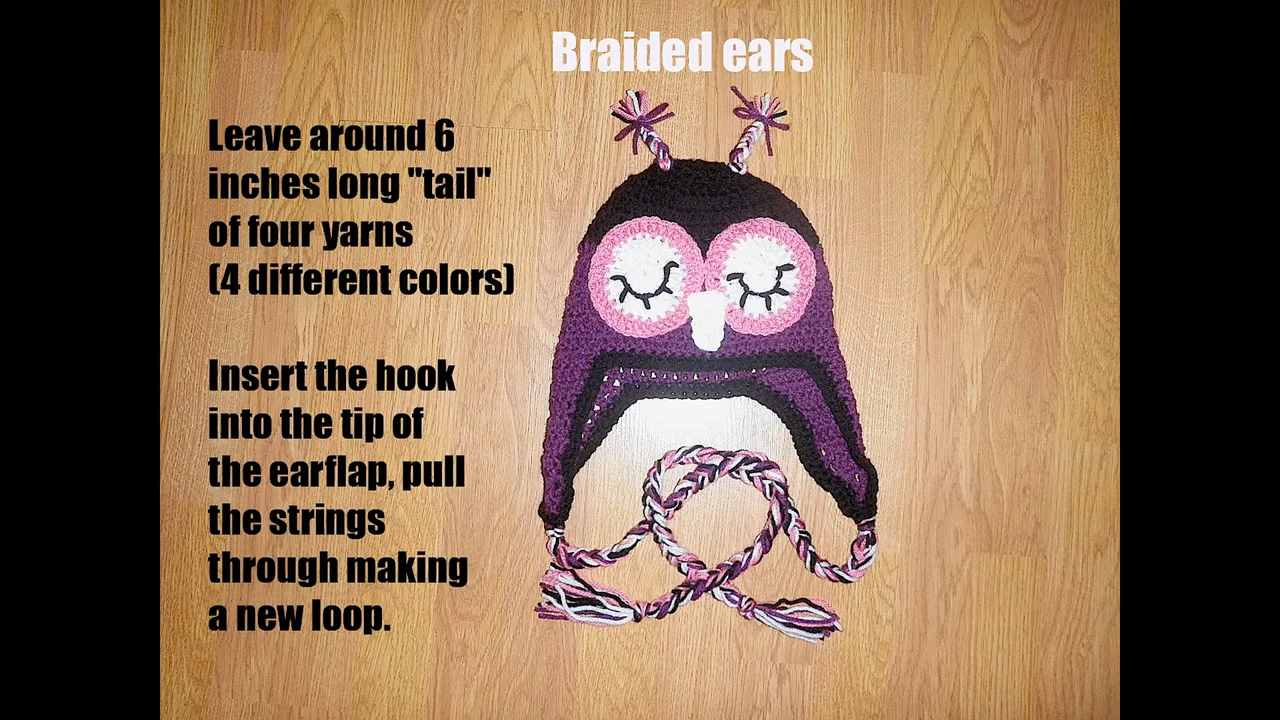 Braided ears
Leave around 6
inches long "tail"
of four yarns
(4 different colors)
Insert the hook
into the tip of
the earflap, pull
the strings
through making
a new loop.